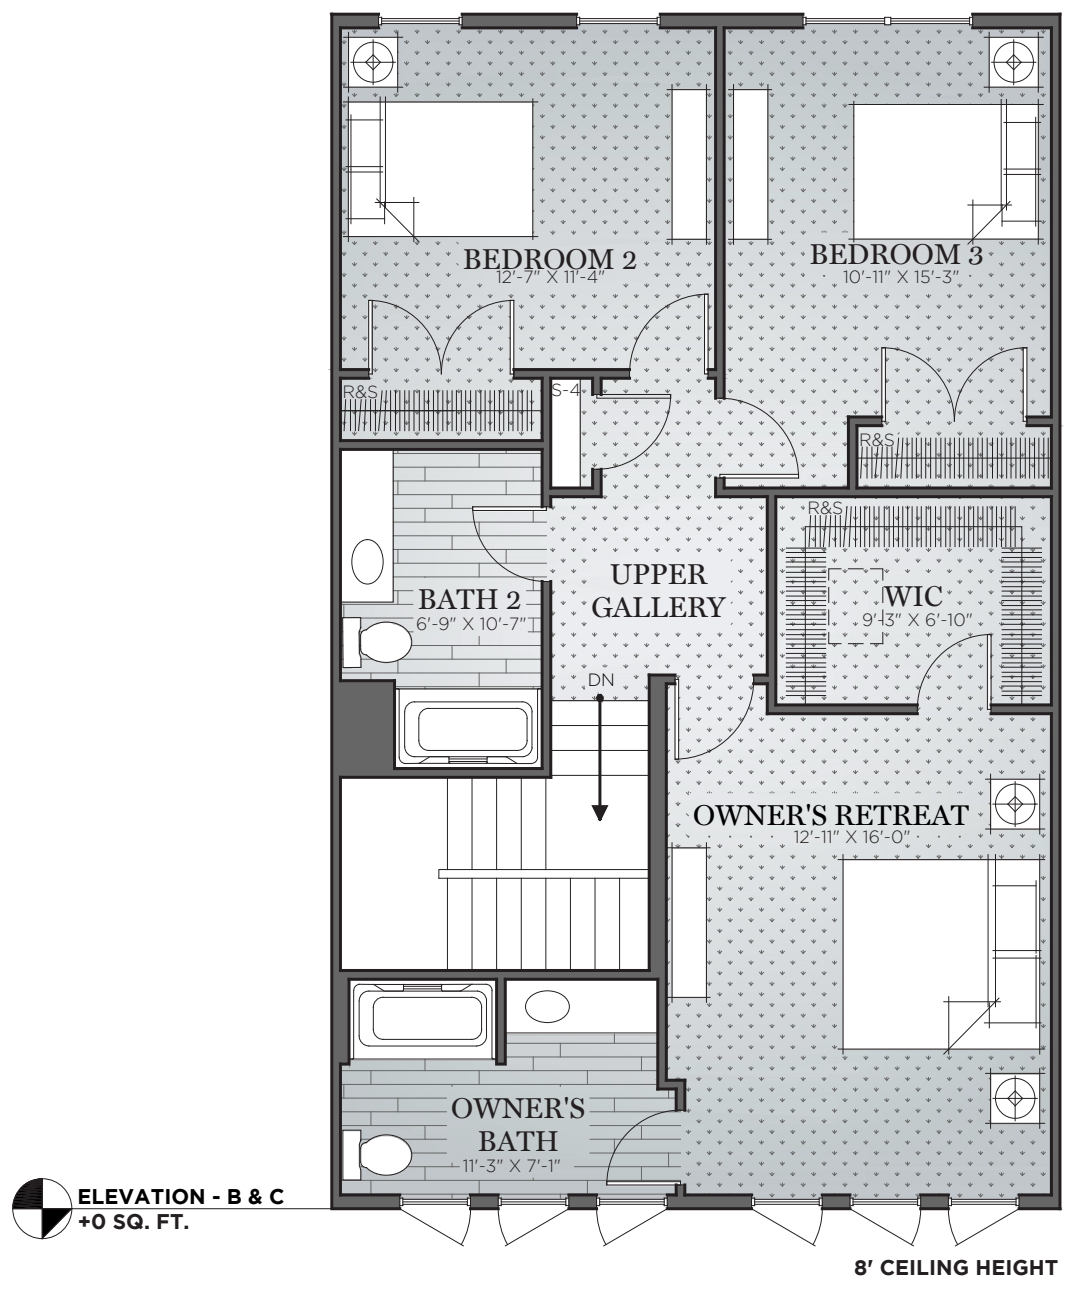 BEDROOM 2
12'-7" X 11'-4"
BEDROOM 3
10'-11" X 15'-3"
R&S
S-4
R&S
R&S
UPPER
GALLERY
BATH 2
6'-9" X 10'-7"
WIC
9'-3" X 6'-10"
DN
OWNER'S RETREAT
12'-11" X 16'-0"
OWNER'S
BATH
11'-3" X 7'-1"
ELEVATION - B & C
+0 SQ. FT.
8' CEILING HEIGHT